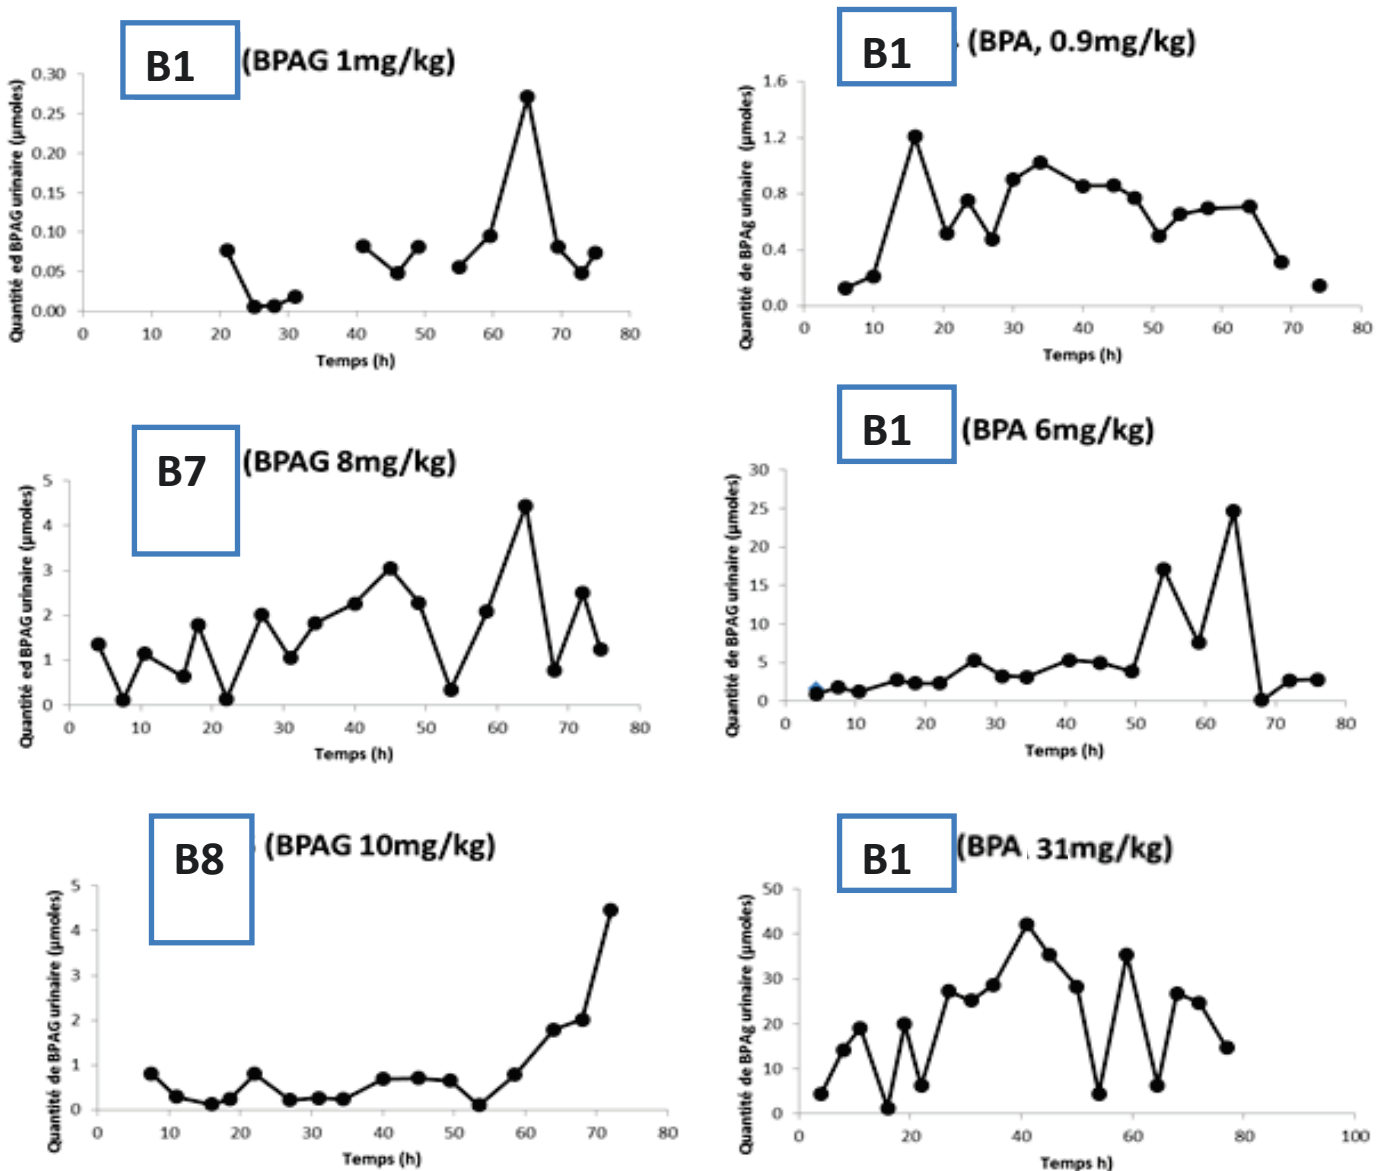 B1 (BPAG 1mg/kg)
Quantité ed BPAG urinaire (µmoles)
0.30
0.25
0.20
0.15
0.10
0.05
0.00
0 10 20 30 40 50 60 70 80
Temps (h)
B1 (BPA, 0.9mg/kg)
Quantité de BPAg urinaire (µmoles)
1.6
1.2
0.8
0.4
0.0
0 10 20 30 40 50 60 70 80
Temps (h)
B7 (BPAG 8mg/kg)
Quantité ed BPAG urinaire (µmoles)
5
4
3
2
1
0
0 10 20 30 40 50 60 70 80
Temps (h)
B1 (BPA 6mg/kg)
Quantité de BPAG urinaire (µmoles)
30
25
20
15
10
5
0
0 10 20 30 40 50 60 70 80
Temps (h)
B8 (BPAG 10mg/kg)
Quantité de BPAG urinaire (µmoles)
5
4
3
2
1
0
0 10 20 30 40 50 60 70 80
Temps (h)
B1 (BPA 31mg/kg)
Quantité de BPAg urinaire (µmoles)
50
40
30
20
10
0
0 20 40 60 80 100
Temps h)